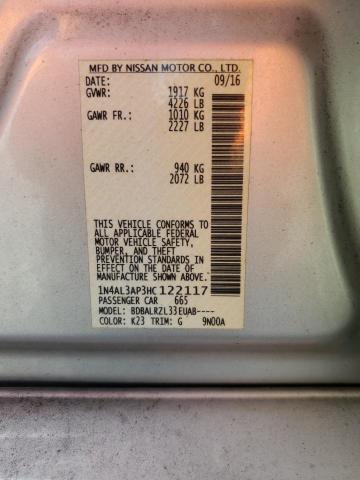 MFD BY NISSAN MOTOR CO., LTD.
DATE: 09/16
GVWR: 1917 KG
4226 LB
GAWR FR.: 1010 KG
2227 LB
GAWR RR.: 940 KG
2072 LB
THIS VEHICLE CONFORMS TO
ALL APPLICABLE FEDERAL
MOTOR VEHICLE SAFETY,
BUMPER, AND THEFT
PREVENTION STANDARDS IN
EFFECT ON THE DATE OF
MANUFACTURE SHOWN ABOVE.
1N4AL3AP3HC122117
PASSENGER CAR 665
MODEL: BDBALRZL33EUAB----
COLOR: K23 TRIM: G 9N00A